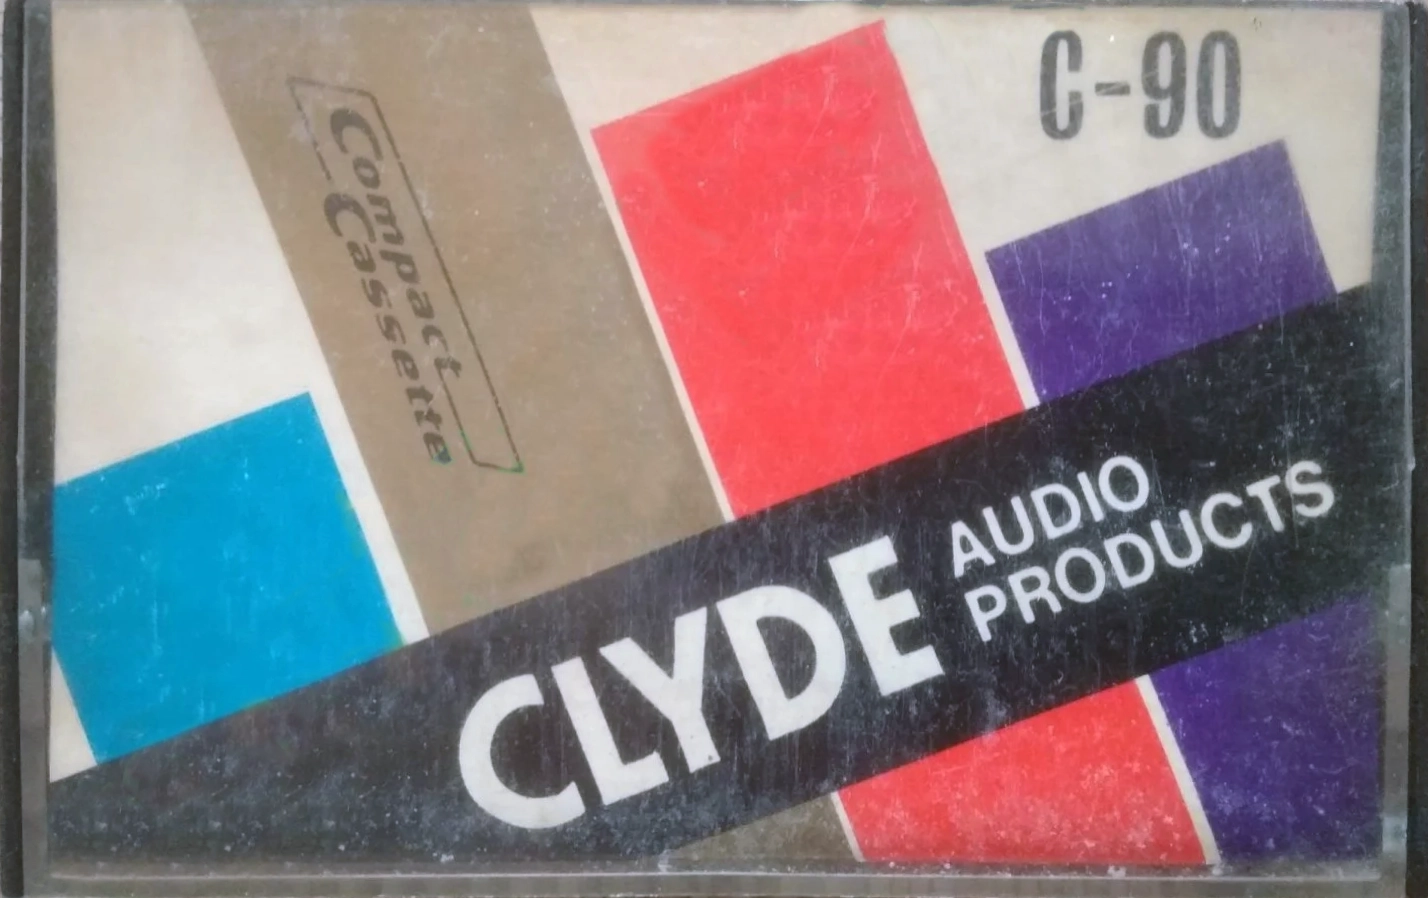 C-90
Compact
Cassette
CLYDE
AUDIO
PRODUCTS